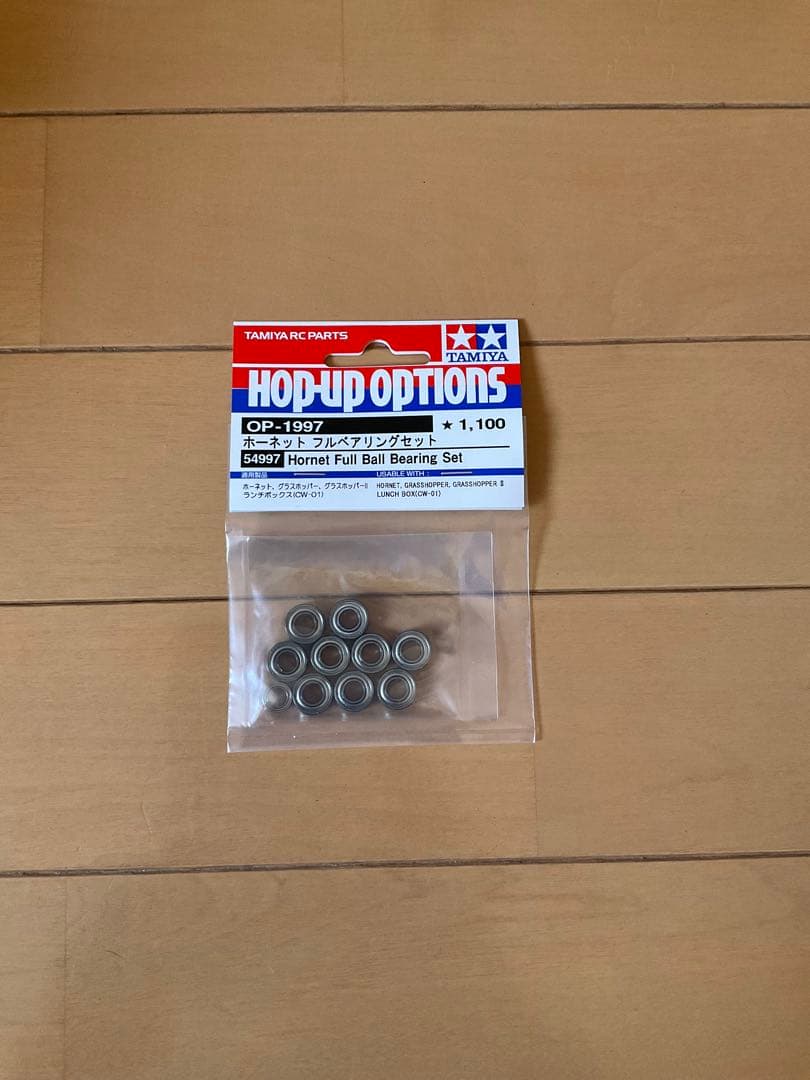 TAMIYA RC PARTS
TAMIYA
HOP-UP OPTIONS
OP-1997 ★ 1,100
ホーネット フルベアリングセット
54997 Hornet Full Ball Bearing Set
適用製品 USABLE WITH :
ホーネット、グラスホッパー、グラスホッパーⅡ HORNET, GRASSHOPPER, GRASSHOPPER Ⅱ
ランチボックス(CW-01) LUNCH BOX(CW-01)